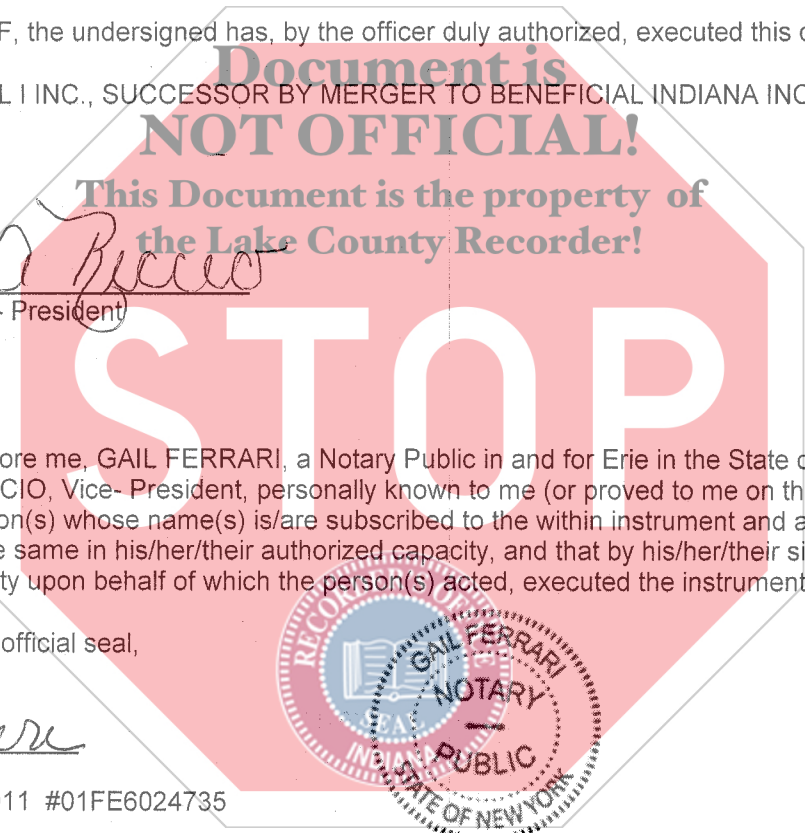 F, the undersigned has, by the officer duly authorized, executed this
Document is
L I INC., SUCCESSOR BY MERGER TO BENEFICIAL INDIANA INC
NOT OFFICIAL!
This Document is the property of
the Lake County Recorder!
Riccio
- President
STOP
ore me, GAIL FERRARI, a Notary Public in and for Erie in the State
CIO, Vice- President, personally known to me (or proved to me on th
on(s) whose name(s) is/are subscribed to the within instrument and a
e same in his/her/their authorized capacity, and that by his/her/their si
ty upon behalf of which the person(s) acted, executed the instrument
official seal,
GAIL FERRARI
NOTARY
PUBLIC
STATE OF NEW YORK
SEAL
INDIANA
11 #01FE6024735